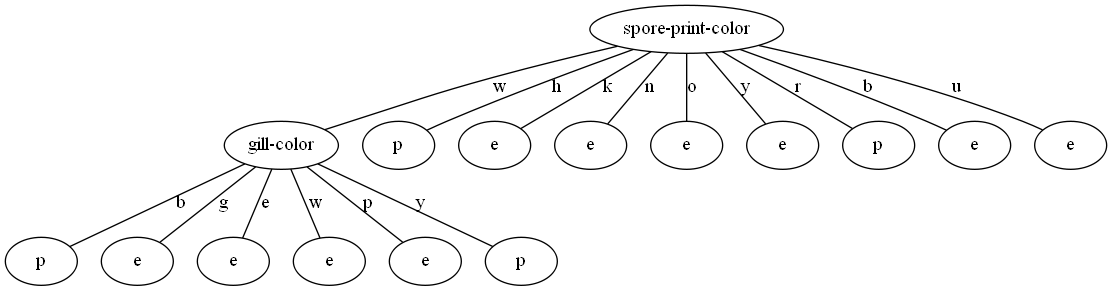 spore-print-color
w h k n o y r b u
gill-color p e e e e p e e
b g e w p y
p e e e e p